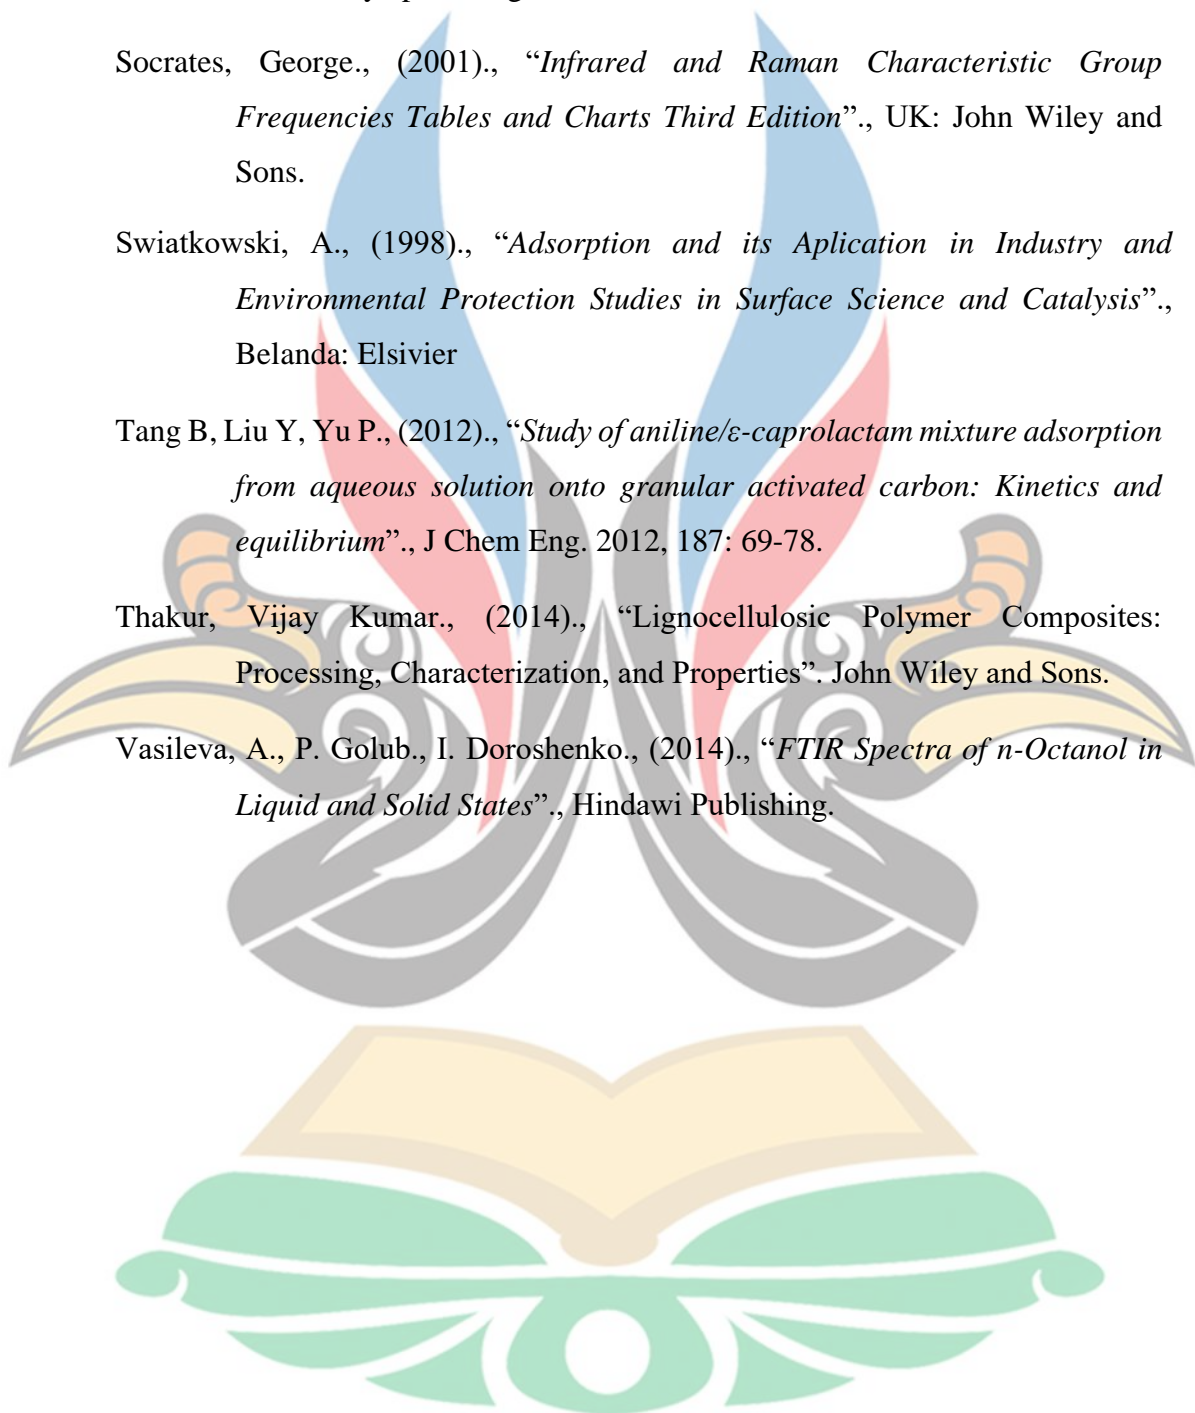 Socrates, George., (2001)., “Infrared and Raman Characteristic Group
Frequencies Tables and Charts Third Edition”., UK: John Wiley and
Sons.
Swiatkowski, A., (1998)., “Adsorption and its Aplication in Industry and
Environmental Protection Studies in Surface Science and Catalysis”.,
Belanda: Elsivier
Tang B, Liu Y, Yu P., (2012)., “Study of aniline/ε-caprolactam mixture adsorption
from aqueous solution onto granular activated carbon: Kinetics and
equilibrium”., J Chem Eng. 2012, 187: 69-78.
Thakur, Vijay Kumar., (2014)., “Lignocellulosic Polymer Composites:
Processing, Characterization, and Properties”. John Wiley and Sons.
Vasileva, A., P. Golub., I. Doroshenko., (2014)., “FTIR Spectra of n-Octanol in
Liquid and Solid States”., Hindawi Publishing.